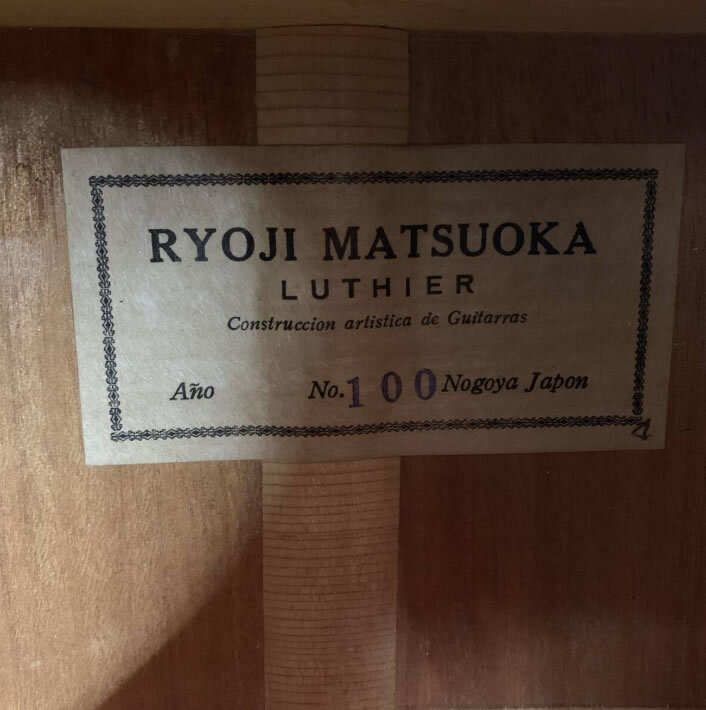 RYOJI MATSUOKA
LUTHIER
Construccion artistica de Guitarras
Año No. 100 Nogoya Japon
4